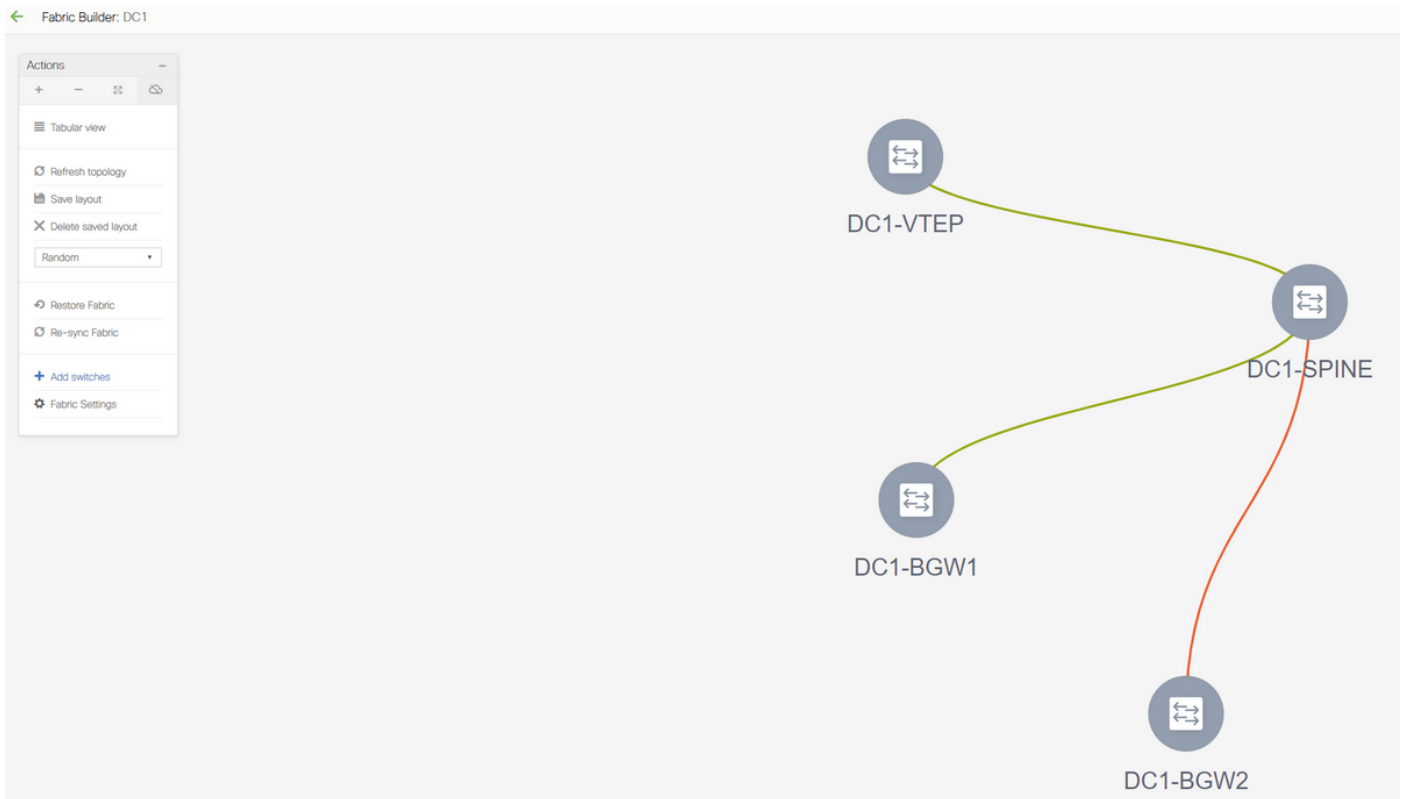 Fabric Builder: DC1
Actions
Tabular view
Refresh topology
Save layout
Delete saved layout
Random
Restore Fabric
Re-sync Fabric
Add switches
Fabric Settings
DC1-VTEP
DC1-SPINE
DC1-BGW1
DC1-BGW2